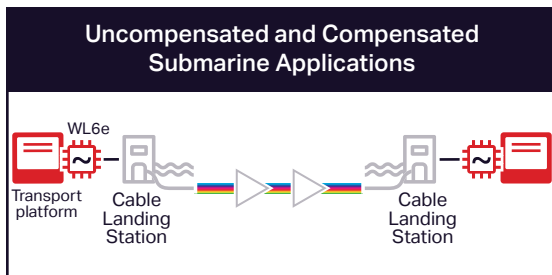 Uncompensated and Compensated
Submarine Applications
WL6e
Transport
platform
Cable
Landing
Station
Cable
Landing
Station